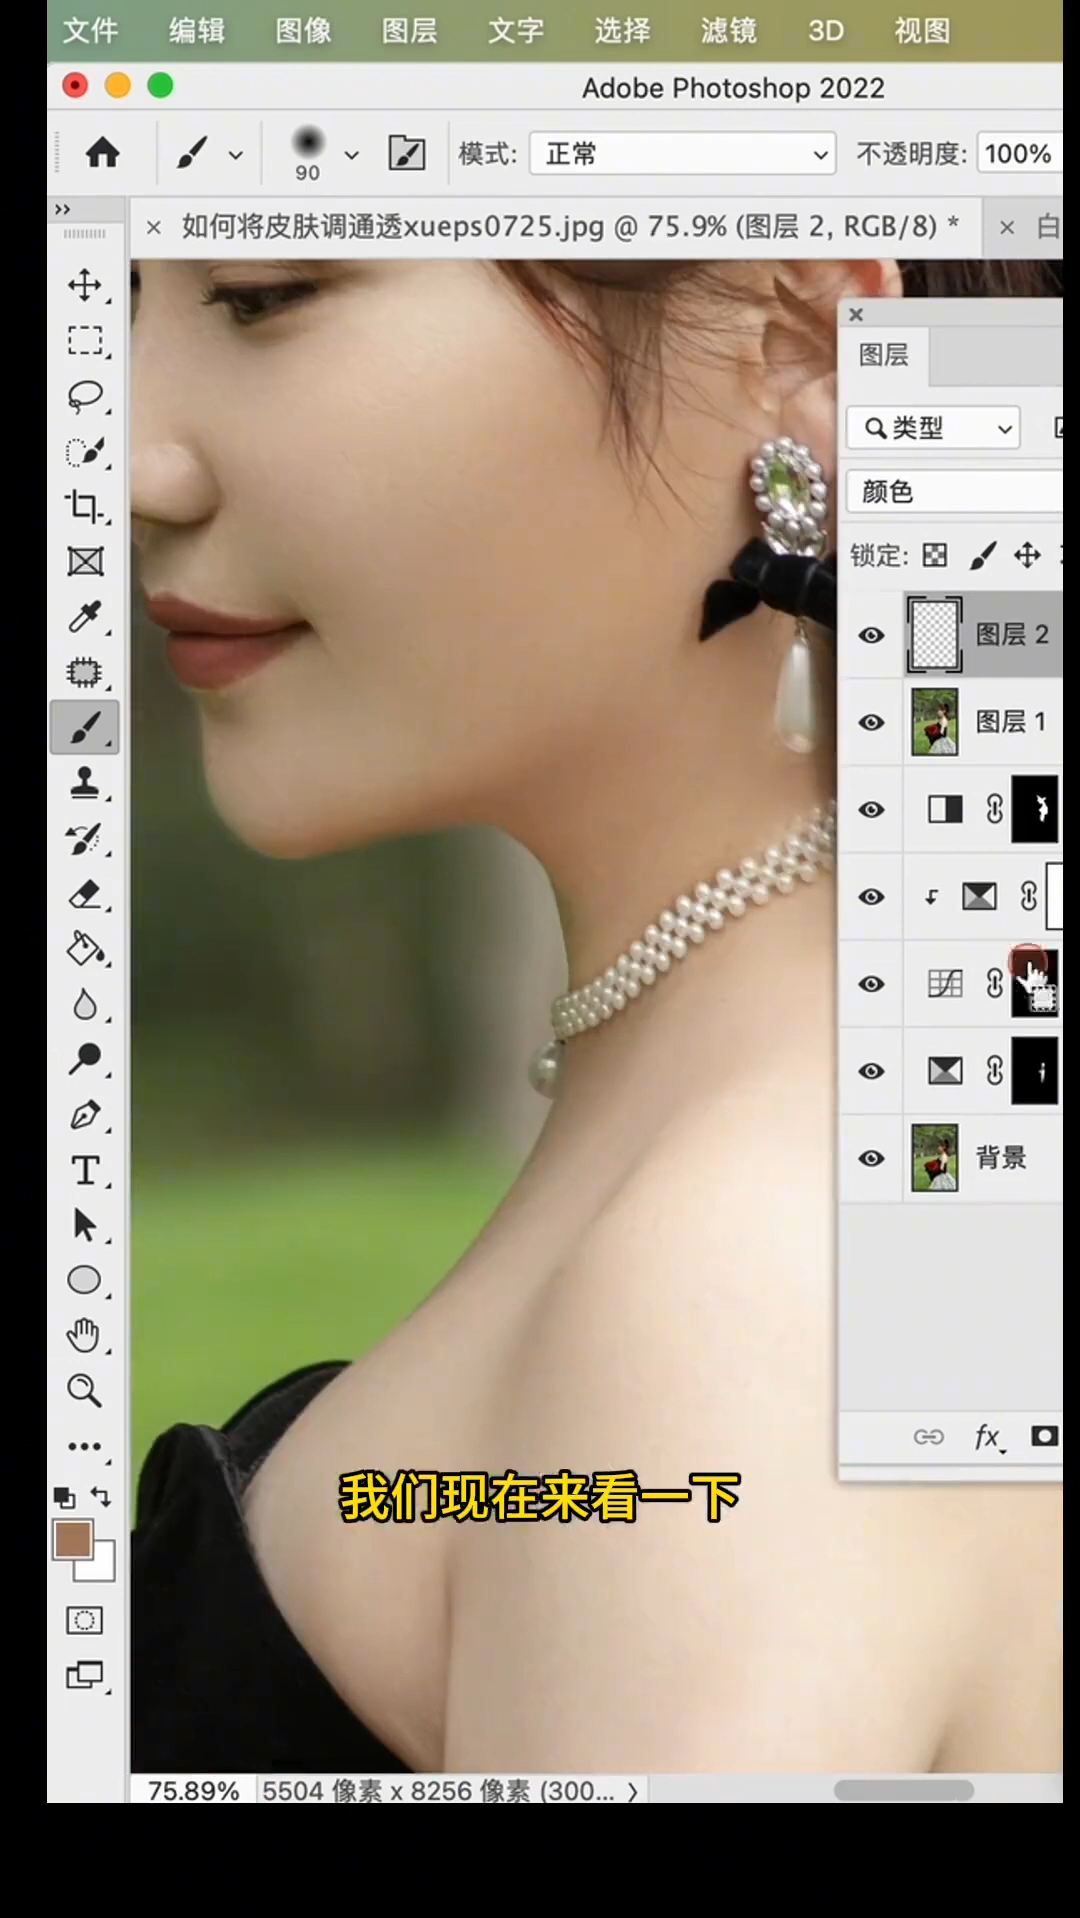 文件 编辑 图像 图层 文字 选择 滤镜 3D 视图
Adobe Photoshop 2022
90
模式: 正常 不透明度: 100%
× 如何将皮肤调通透xueps0725.jpg @ 75.9% (图层 2, RGB/8) * × 白
图层
类型
颜色
锁定:
图层 2
图层 1
背景
fx
我们现在来看一下
75.89% 5504 像素 x 8256 像素 (300...